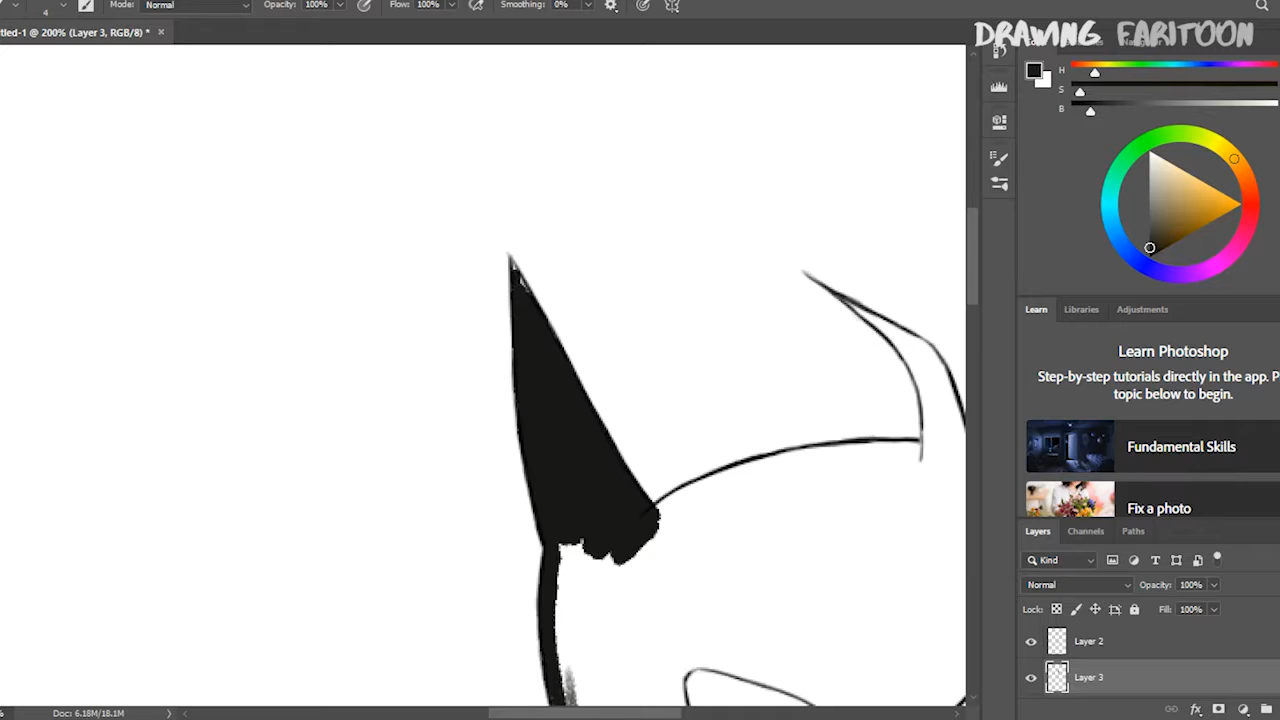 4 Mode: Normal Opacity: 100% Flow: 100% Smoothing: 0%
tled-1 @ 200% (Layer 3, RGB/8) * ×
DRAWING FARITOON
H
S
B
Learn Libraries Adjustments
Learn Photoshop
Step-by-step tutorials directly in the app. P
topic below to begin.
Fundamental Skills
Fix a photo
Layers Channels Paths
Kind
Normal Opacity: 100%
Lock: Fill: 100%
Layer 2
Layer 3
fx
% Doc: 6.18M/18.1M